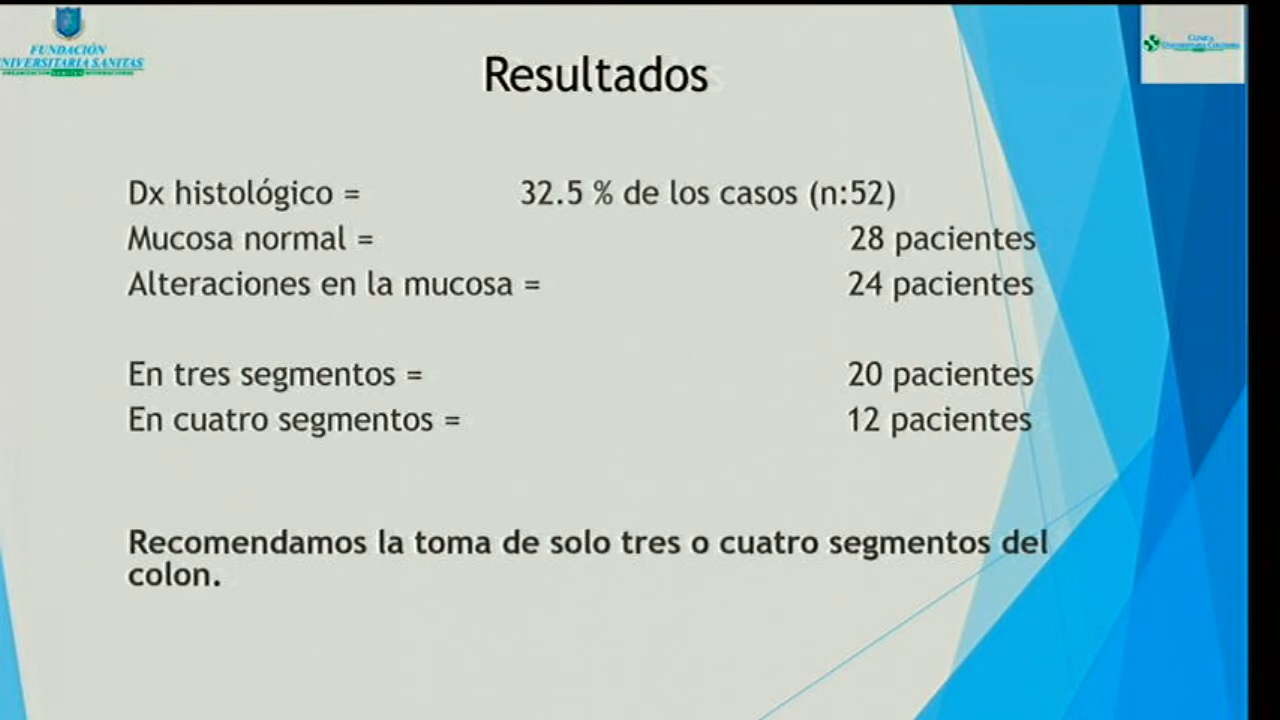 FUNDACIÓN
UNIVERSITARIA SANITAS
Resultados
Dx histológico = 32.5 % de los casos (n:52)
Mucosa normal = 28 pacientes
Alteraciones en la mucosa = 24 pacientes
En tres segmentos = 20 pacientes
En cuatro segmentos = 12 pacientes
Recomendamos la toma de solo tres o cuatro segmentos del
colon.